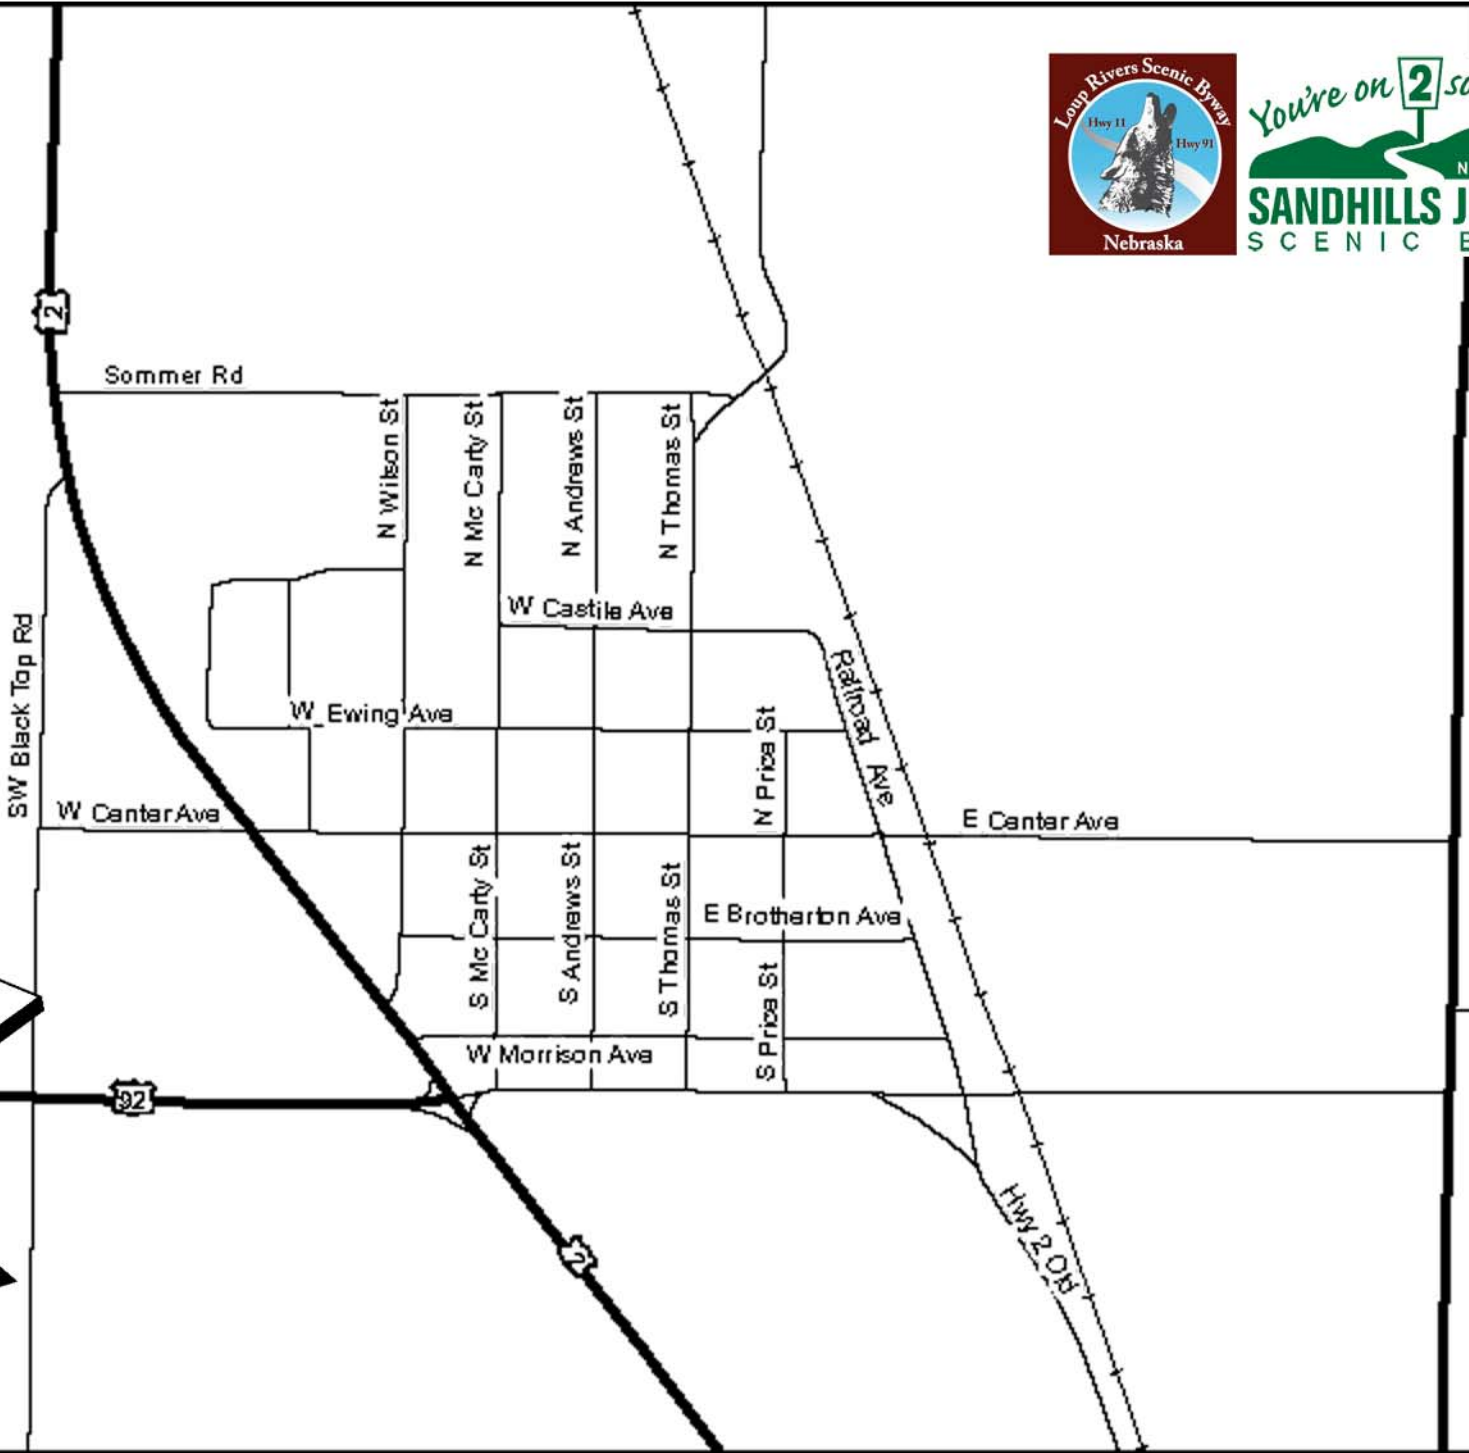 Loup Rivers Scenic Byway
Hwy 11
Hwy 91
Nebraska
You're on 2
SANDHILLS J
SCENIC
2
Sommer Rd
N Wilson St
N Mc Carty St
N Andrews St
N Thomas St
W Castile Ave
SW Black Top Rd
W Ewing Ave
Railroad Ave
N Price St
W Center Ave
E Center Ave
S Mc Carty St
S Andrews St
S Thomas St
E Brotherton Ave
S Price St
W Morrison Ave
92
2
Hwy 2 Old